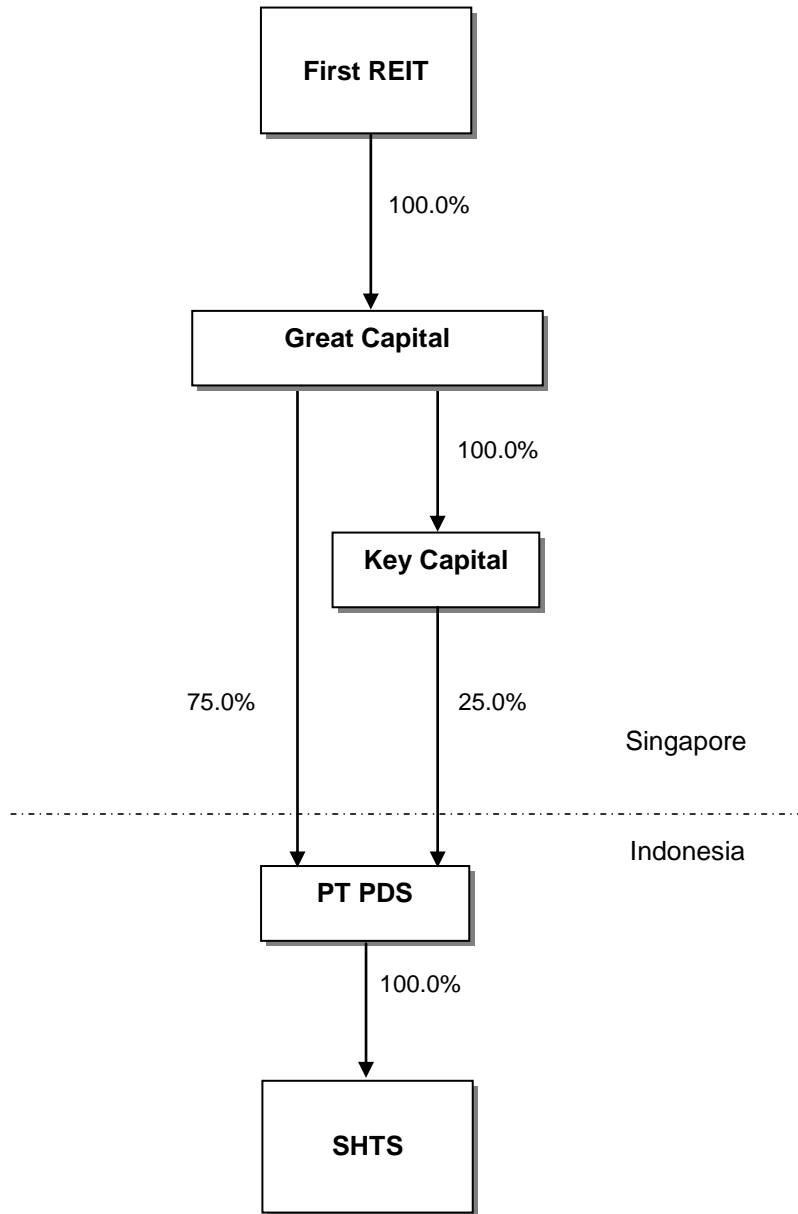 First REIT
100.0%
Great Capital
100.0%
Key Capital
75.0%
25.0%
Singapore
Indonesia
PT PDS
100.0%
SHTS